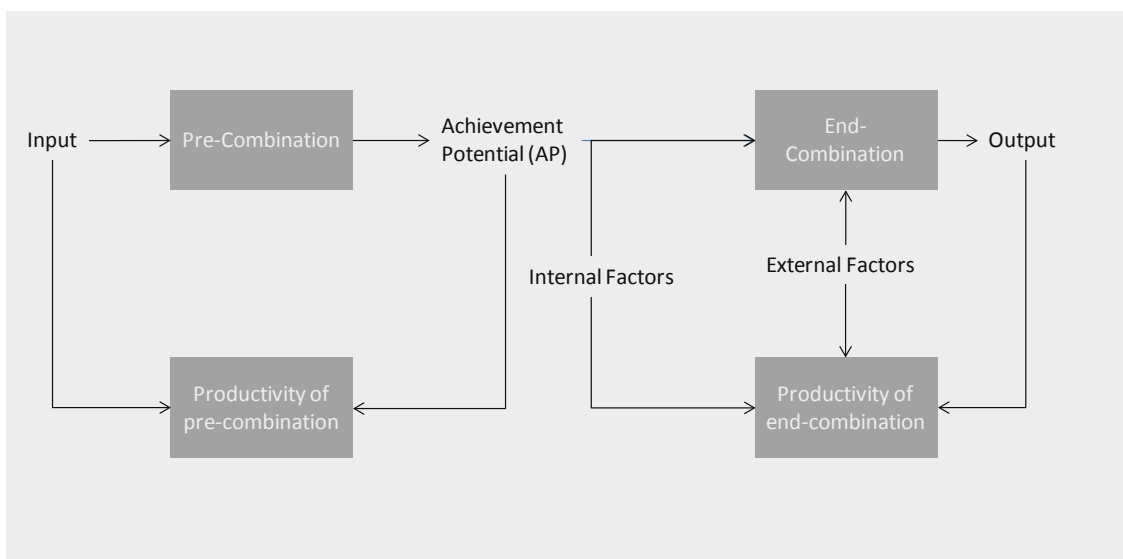 Input
Pre-Combination
Achievement
Potential (AP)
End-
Combination
Output
Internal Factors
External Factors
Productivity of
pre-combination
Productivity of
end-combination